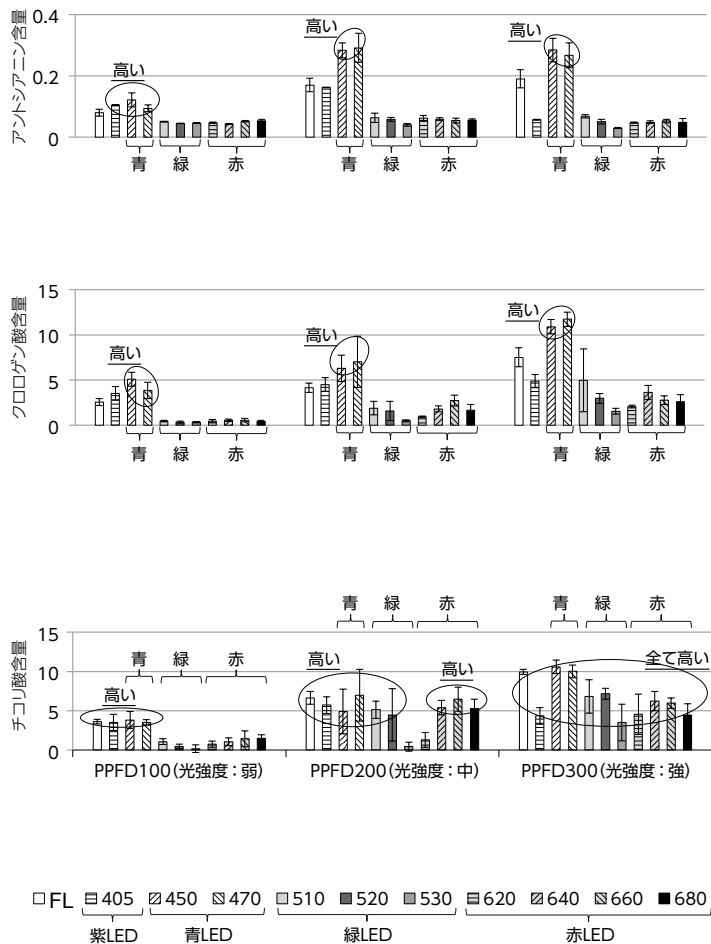 アントシアニン含量
0.4
0.2
0
高い
高い
高い
青 緑 赤
青 緑 赤
青 緑 赤
クロロゲン酸含量
15
10
5
0
高い
高い
高い
青 緑 赤
青 緑 赤
青 緑 赤
チコリ酸含量
15
10
5
0
青 緑 赤
青 緑 赤
青 緑 赤
高い
高い
高い
全て高い
PPFD100(光強度:弱)
PPFD200(光強度:中)
PPFD300(光強度:強)
FL 405 450 470 510 520 530 620 640 660 680
紫LED 青LED 緑LED 赤LED